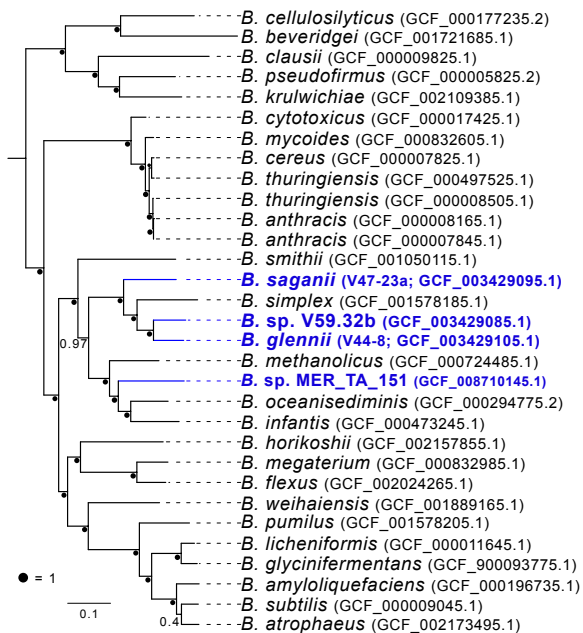 B. cellulosilyticus (GCF_000177235.2)
B. beveridgei (GCF_001721685.1)
B. clausii (GCF_000009825.1)
B. pseudofirmus (GCF_000005825.2)
B. krulwichiae (GCF_002109385.1)
B. cytotoxicus (GCF_000017425.1)
B. mycoides (GCF_000832605.1)
B. cereus (GCF_000007825.1)
B. thuringiensis (GCF_000497525.1)
B. thuringiensis (GCF_000008505.1)
B. anthracis (GCF_000008165.1)
B. anthracis (GCF_000007845.1)
B. smithii (GCF_001050115.1)
B. saganii (V47-23a; GCF_003429095.1)
B. simplex (GCF_001578185.1)
B. sp. V59.32b (GCF_003429085.1)
B. glennii (V44-8; GCF_003429105.1)
0.97
B. methanolicus (GCF_000724485.1)
B. sp. MER_TA_151 (GCF_008710145.1)
B. oceanisediminis (GCF_000294775.2)
B. infantis (GCF_000473245.1)
B. horikoshii (GCF_002157855.1)
B. megaterium (GCF_000832985.1)
B. flexus (GCF_002024265.1)
B. weihaiensis (GCF_001889165.1)
B. pumilus (GCF_001578205.1)
B. licheniformis (GCF_000011645.1)
B. glycinifermentans (GCF_900093775.1)
= 1
B. amyloliquefaciens (GCF_000196735.1)
B. subtilis (GCF_000009045.1)
0.1
0.4
B. atrophaeus (GCF_002173495.1)